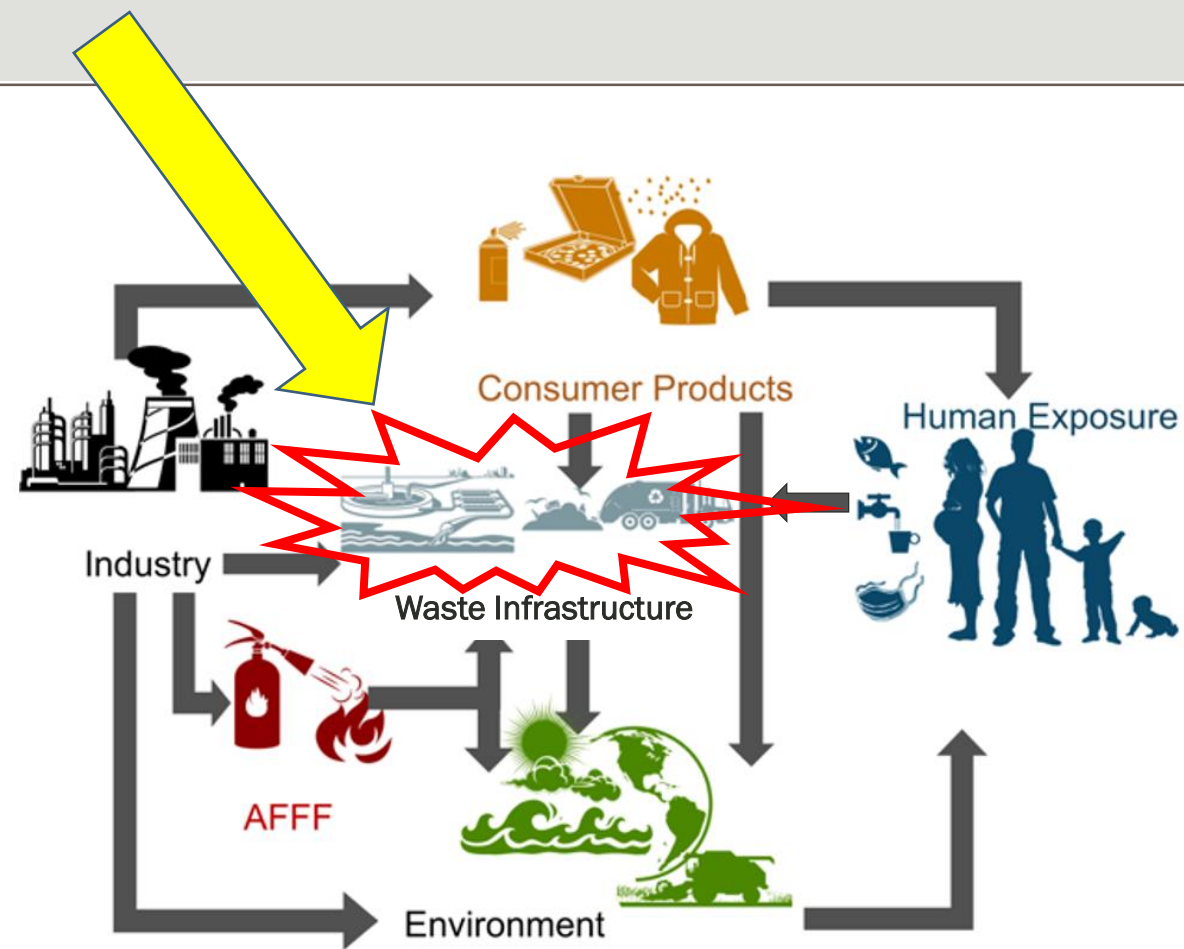 Consumer Products
Human Exposure
Industry
Waste Infrastructure
AFFF
Environment